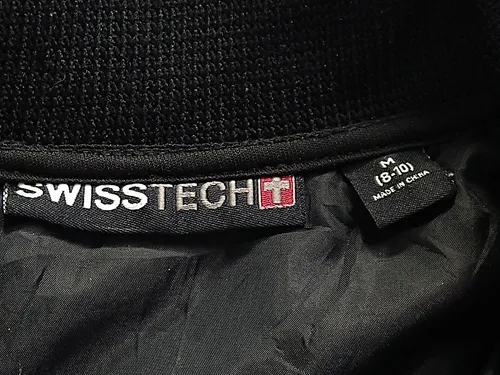 SWISSTECH
M
(8-10)
MADE IN CHINA